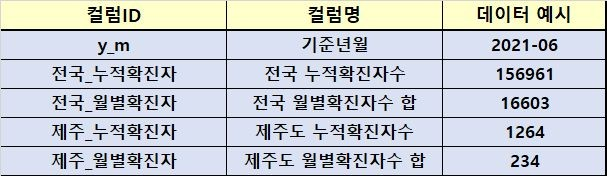 컬럼ID 컬럼명 데이터 예시
y_m 기준년월 2021-06
전국_누적확진자 전국 누적확진자수 156961
전국_월별확진자 전국 월별확진자수 합 16603
제주_누적확진자 제주도 누적확진자수 1264
제주_월별확진자 제주도 월별확진자수 합 234